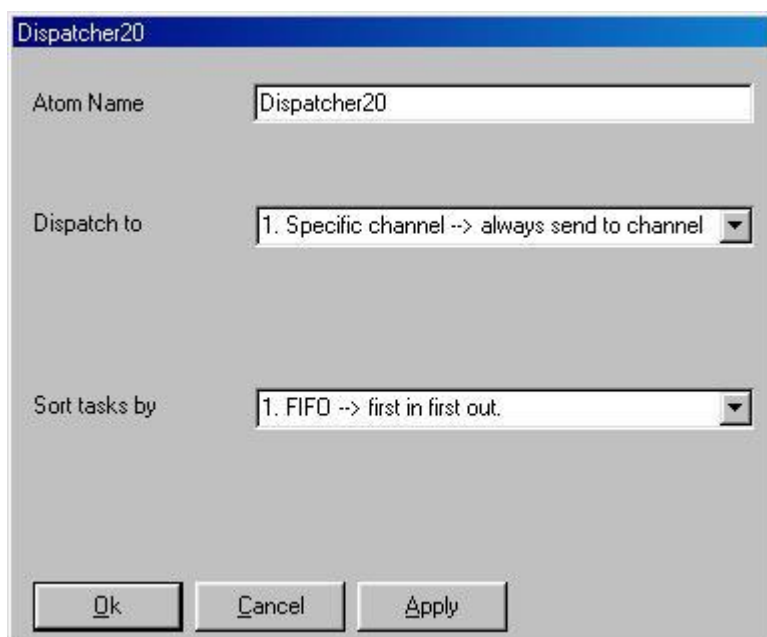 Dispatcher20
Atom Name Dispatcher20
Dispatch to 1. Specific channel --> always send to channel
Sort tasks by 1. FIFO --> first in first out.
Ok Cancel Apply